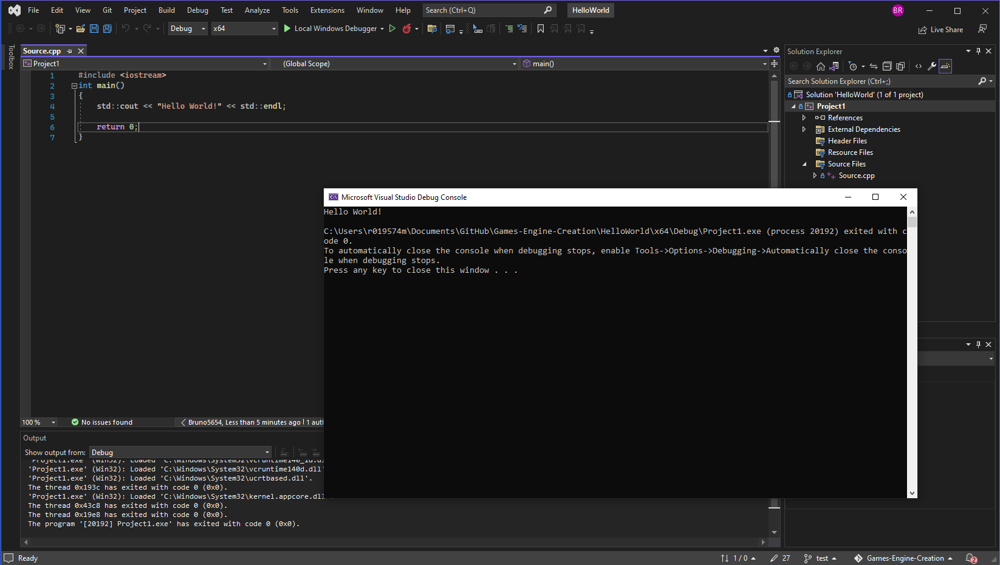 File Edit View Git Project Build Debug Test Analyze Tools Extensions Window Help Search (Ctrl+Q) HelloWorld BR
Debug x64 Local Windows Debugger Live Share
Toolbox
Source.cpp
Project1 (Global Scope) main()
1 #include <iostream>
2 int main()
3 {
4 std::cout << "Hello World!" << std::endl;
5
6 return 0;
7 }
Solution Explorer
Search Solution Explorer (Ctrl+;)
Solution 'HelloWorld' (1 of 1 project)
Project1
References
External Dependencies
Header Files
Resource Files
Source Files
Source.cpp
Microsoft Visual Studio Debug Console
Hello World!
C:\Users\r019574m\Documents\GitHub\Games-Engine-Creation\HelloWorld\x64\Debug\Project1.exe (process 20192) exited with c
ode 0.
To automatically close the console when debugging stops, enable Tools->Options->Debugging->Automatically close the conso
le when debugging stops.
Press any key to close this window . . .
100 % No issues found Bruno5654, Less than 5 minutes ago | 1 auth
Output
Show output from: Debug
'Project1.exe' (Win32): Loaded 'C:\Windows\System32\vcruntime140_1d.d
'Project1.exe' (Win32): Loaded 'C:\Windows\System32\vcruntime140d.dll'
'Project1.exe' (Win32): Loaded 'C:\Windows\System32\ucrtbased.dll'.
The thread 0x193c has exited with code 0 (0x0).
'Project1.exe' (Win32): Loaded 'C:\Windows\System32\kernel.appcore.dll
The thread 0x43c8 has exited with code 0 (0x0).
The thread 0x19e8 has exited with code 0 (0x0).
The program '[20192] Project1.exe' has exited with code 0 (0x0).
Ready 1 / 0 27 test Games-Engine-Creation 2